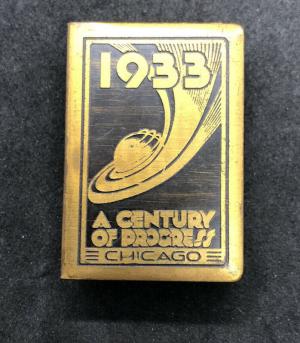 1933
A CENTURY
OF PROGRESS
CHICAGO